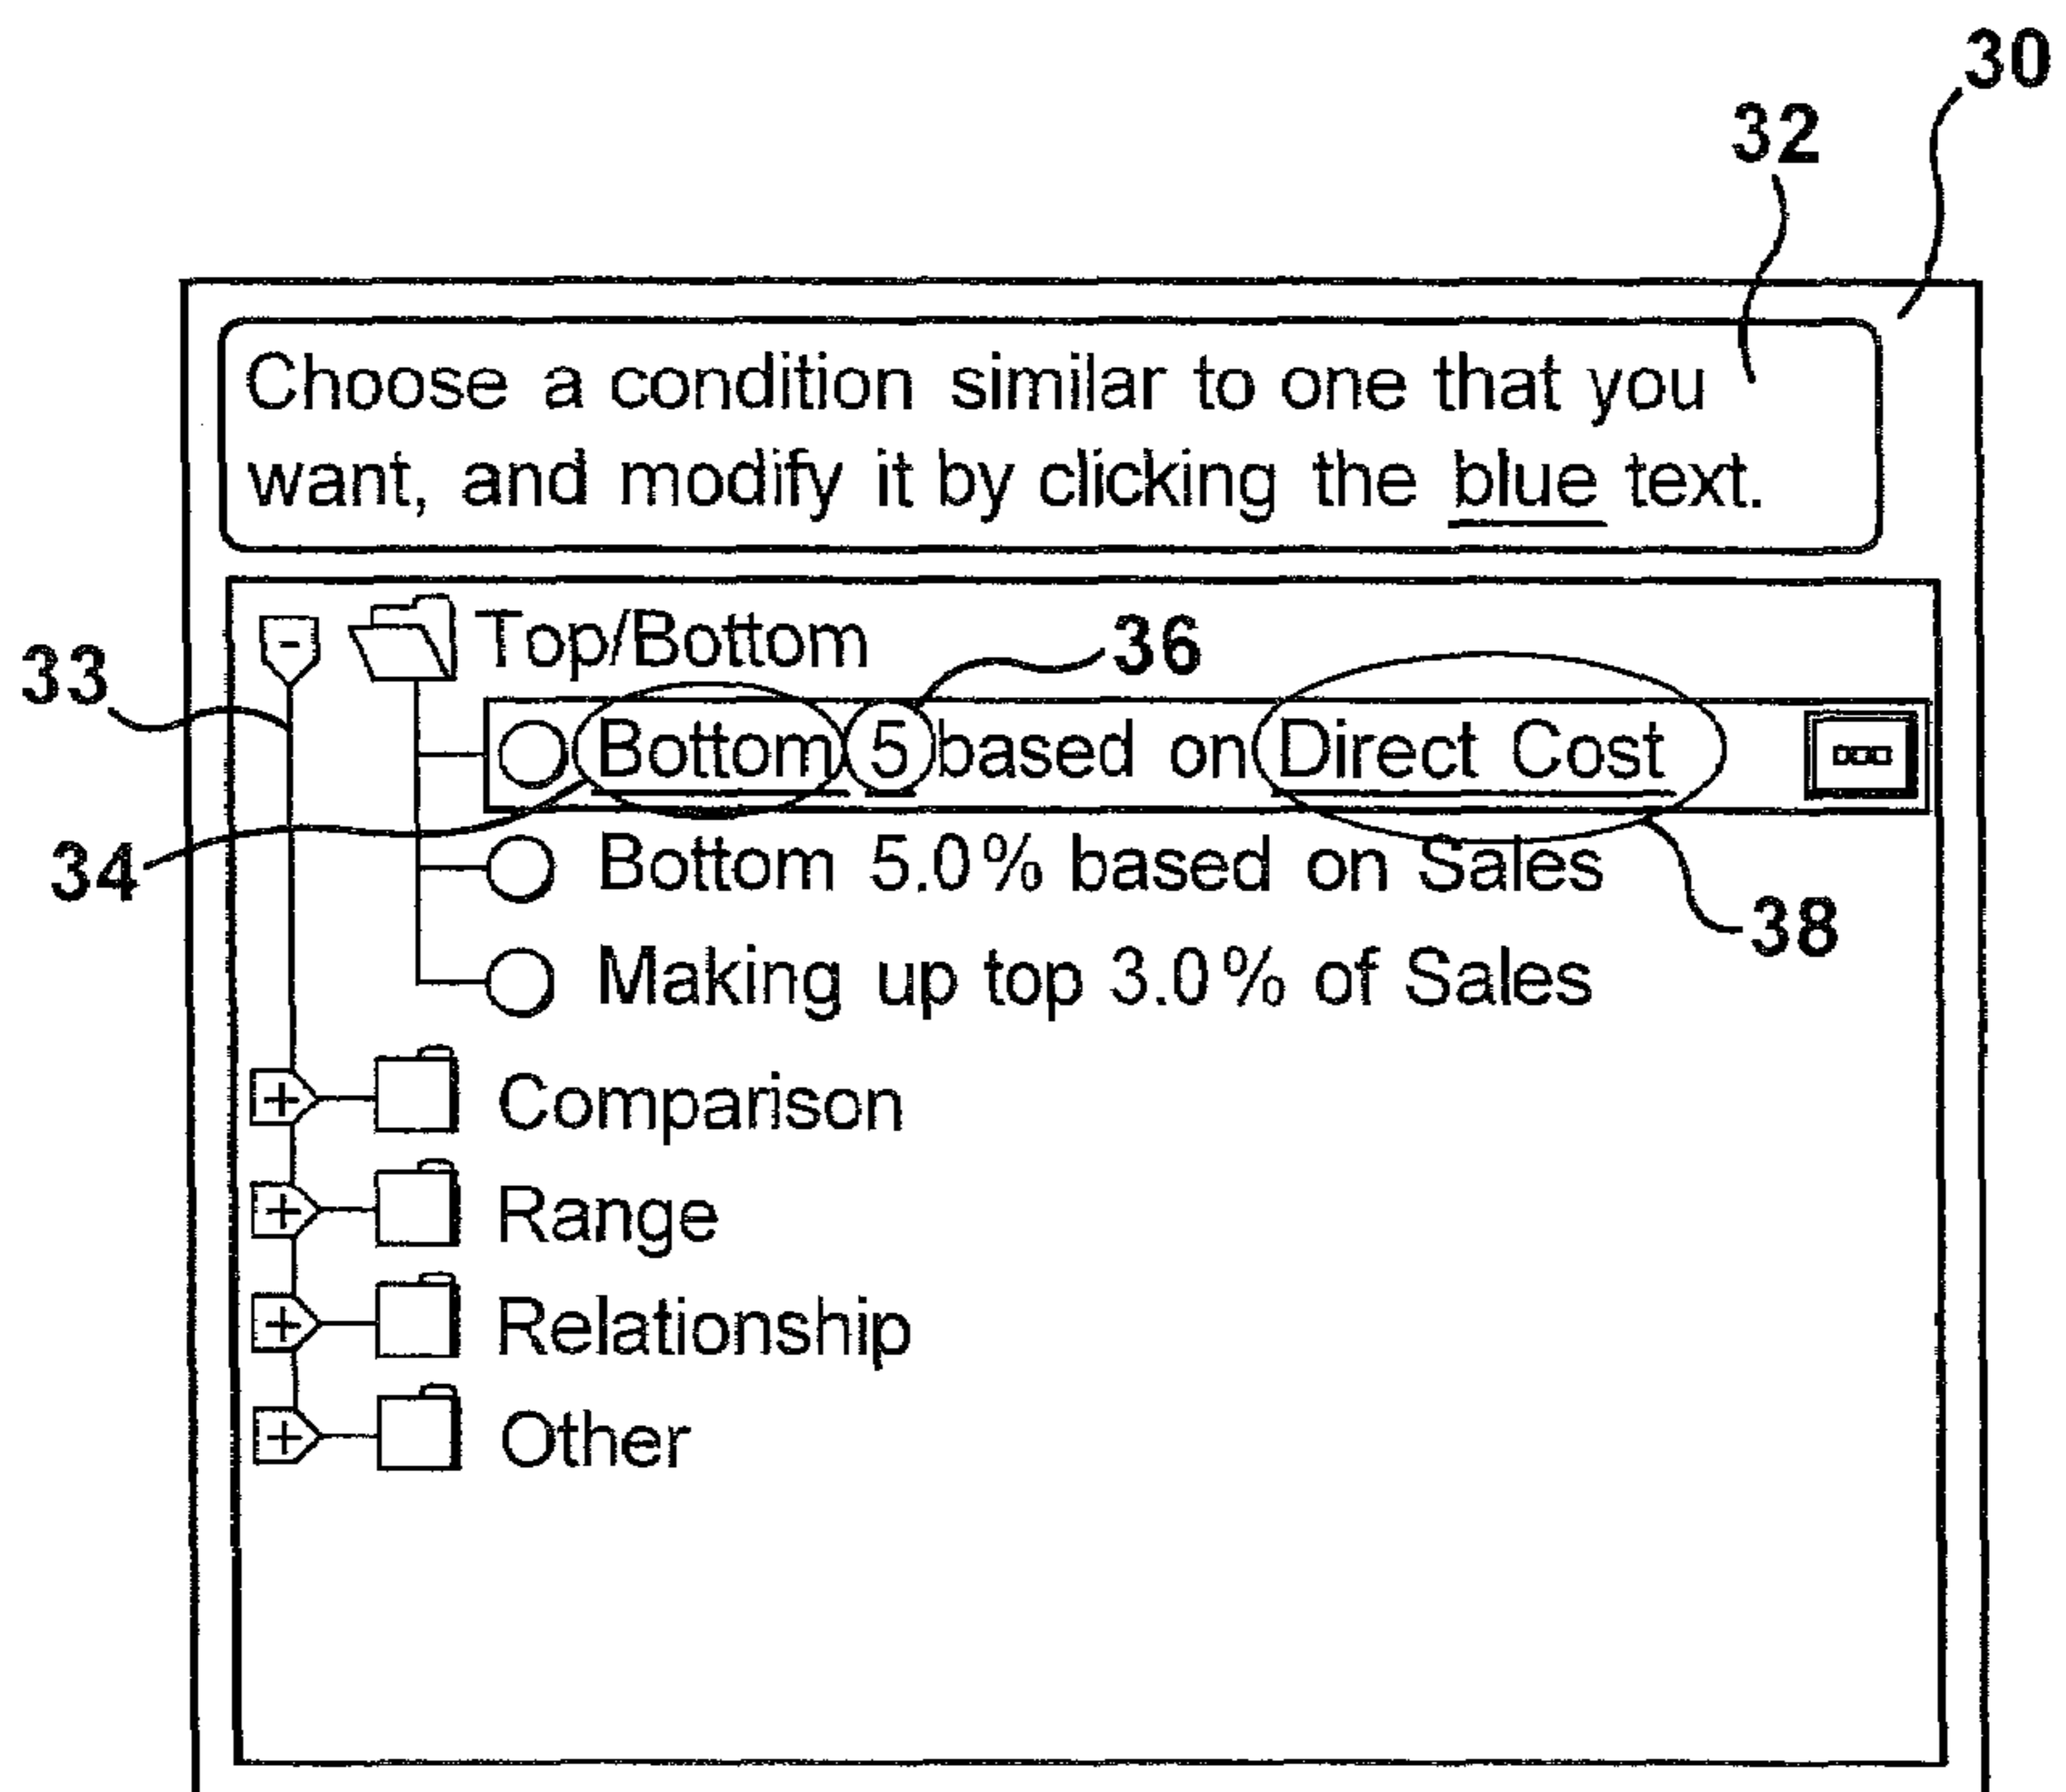 30
32
Choose a condition similar to one that you
want, and modify it by clicking the blue text.
33
- Top/Bottom
36
Bottom 5 based on Direct Cost
34
Bottom 5.0% based on Sales
38
Making up top 3.0% of Sales
+ Comparison
+ Range
+ Relationship
+ Other